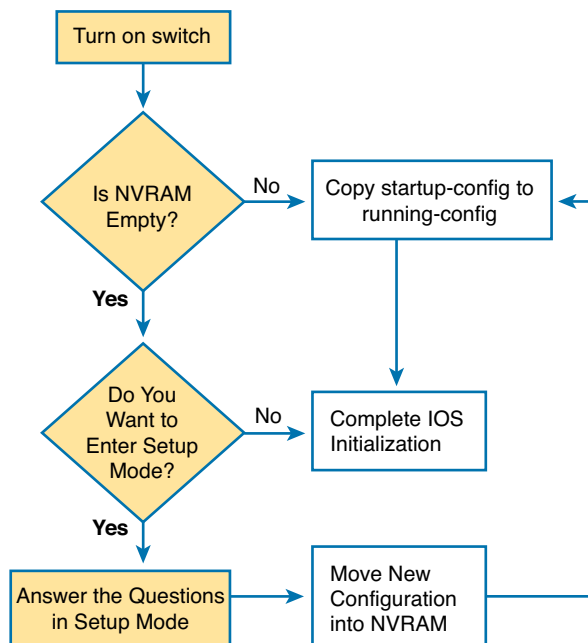 Turn on switch
Is NVRAM
Empty?
No
Copy startup-config to
running-config
Yes
Do You
Want to
Enter Setup
Mode?
No
Complete IOS
Initialization
Yes
Answer the Questions
in Setup Mode
Move New
Configuration
into NVRAM